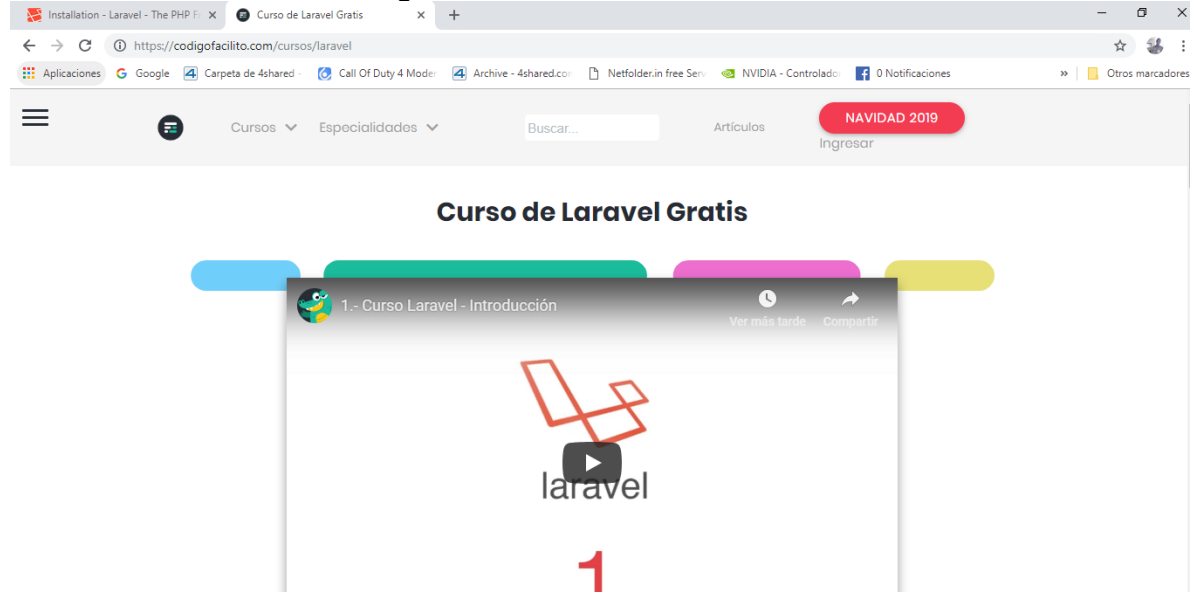 Installation - Laravel - The PHP F
Curso de Laravel Gratis
https://codigofacilito.com/cursos/laravel
Aplicaciones
Google
Carpeta de 4shared -
Call Of Duty 4 Moder
Archive - 4shared.com
Netfolder.in free Serv
NVIDIA - Controlado
0 Notificaciones
»
Otros marcadores
Cursos
Especialidades
Buscar...
Artículos
NAVIDAD 2019
Ingresar
Curso de Laravel Gratis
1.- Curso Laravel - Introducción
Ver más tarde
Compartir
laravel
1